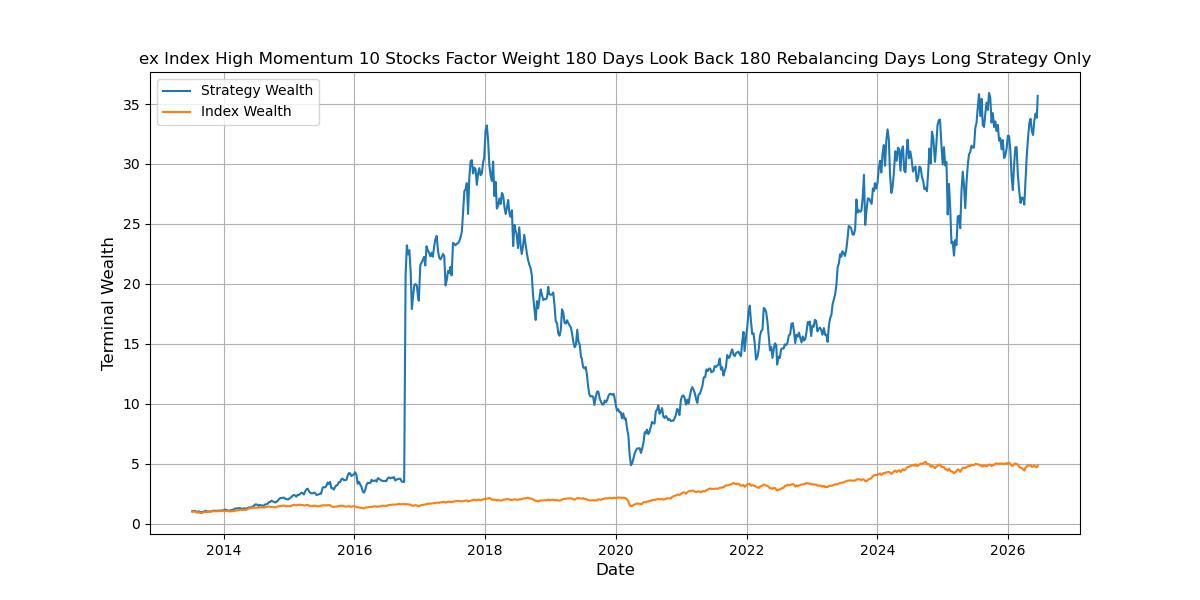 ex Index High Momentum 10 Stocks Factor Weight 180 Days Look Back 180 Rebalancing Days Long Strategy Only
Strategy Wealth
Index Wealth
Terminal Wealth
35
30
25
20
15
10
5
0
2014 2016 2018 2020 2022 2024 2026
Date